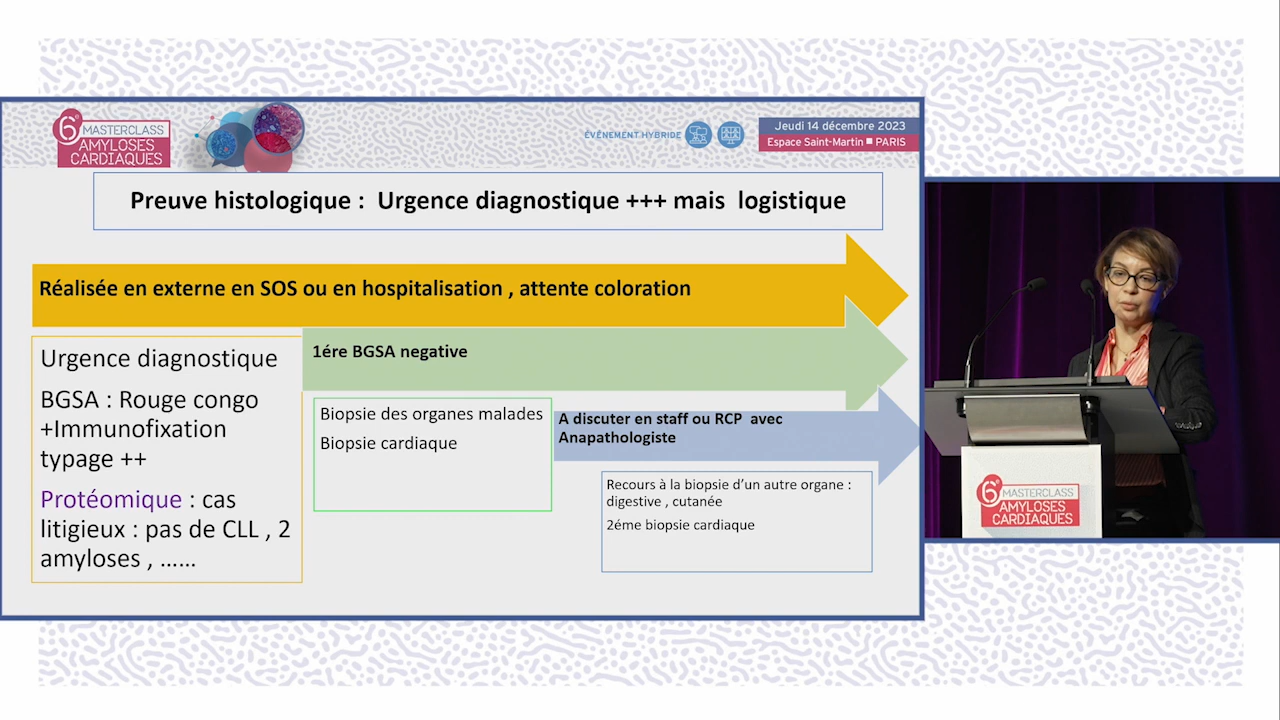 6e
MASTERCLASS
AMYLOSES
CARDIAQUES
ÉVÉNEMENT HYBRIDE
Jeudi 14 décembre 2023
Espace Saint-Martin ■ PARIS
Preuve histologique : Urgence diagnostique +++ mais logistique
Réalisée en externe en SOS ou en hospitalisation , attente coloration
1ére BGSA negative
Urgence diagnostique
BGSA : Rouge congo
+Immunofixation
typage ++
Protéomique : cas
litigieux : pas de CLL , 2
amyloses , ......
Biopsie des organes malades
Biopsie cardiaque
A discuter en staff ou RCP avec
Anapathologiste
Recours à la biopsie d’un autre organe :
digestive , cutanée
2éme biopsie cardiaque
6e
MASTERCLASS
AMYLOSES
CARDIAQUES